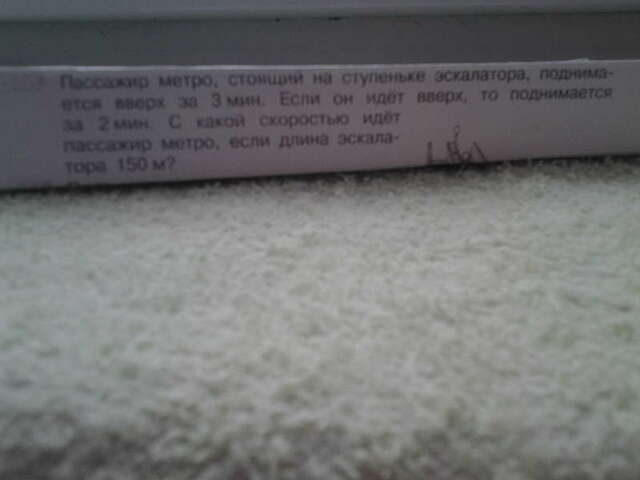 Пассажир метро, стоящий на ступеньке эскалатора, поднима-
ется вверх за 3 мин. Если он идёт вверх, то поднимается
за 2 мин. С какой скоростью идёт
пассажир метро, если длина эскала-
тора 150 м?